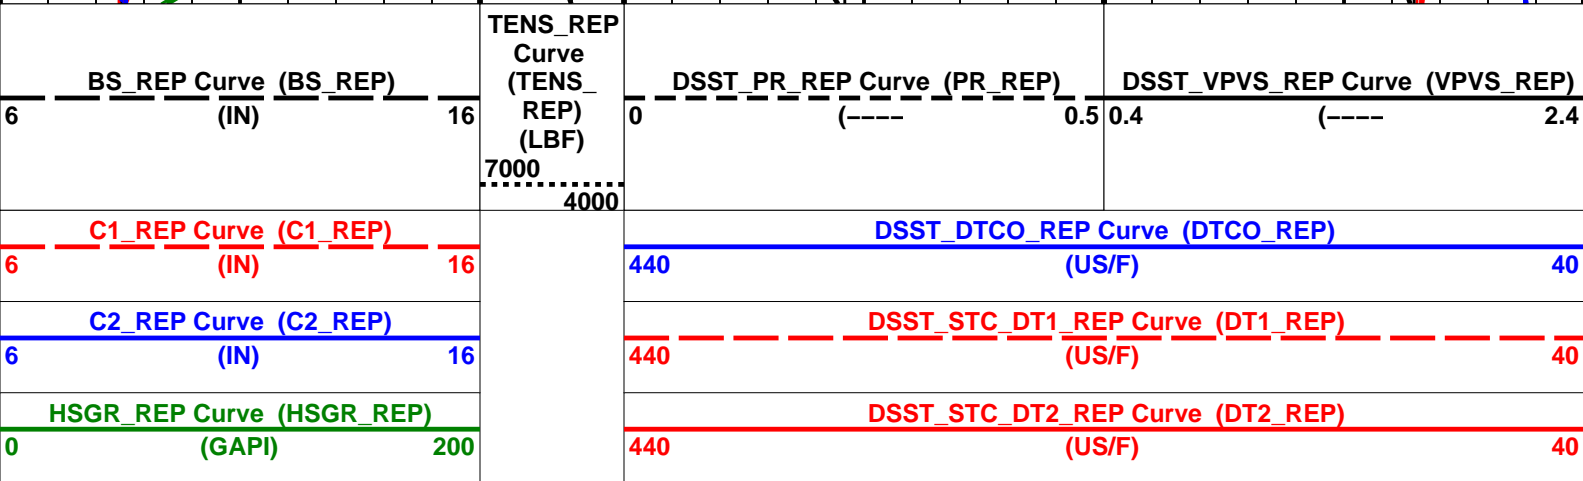 BS_REP Curve (BS_REP)
6 (IN) 16
TENS_REP
Curve
(TENS_
REP)
(LBF)
7000
4000
DSST_PR_REP Curve (PR_REP)
0 (---- 0.5
DSST_VPVS_REP Curve (VPVS_REP)
0.4 (---- 2.4
C1_REP Curve (C1_REP)
6 (IN) 16
DSST_DTCO_REP Curve (DTCO_REP)
440 (US/F) 40
C2_REP Curve (C2_REP)
6 (IN) 16
DSST_STC_DT1_REP Curve (DT1_REP)
440 (US/F) 40
HSGR_REP Curve (HSGR_REP)
0 (GAPI) 200
DSST_STC_DT2_REP Curve (DT2_REP)
440 (US/F) 40